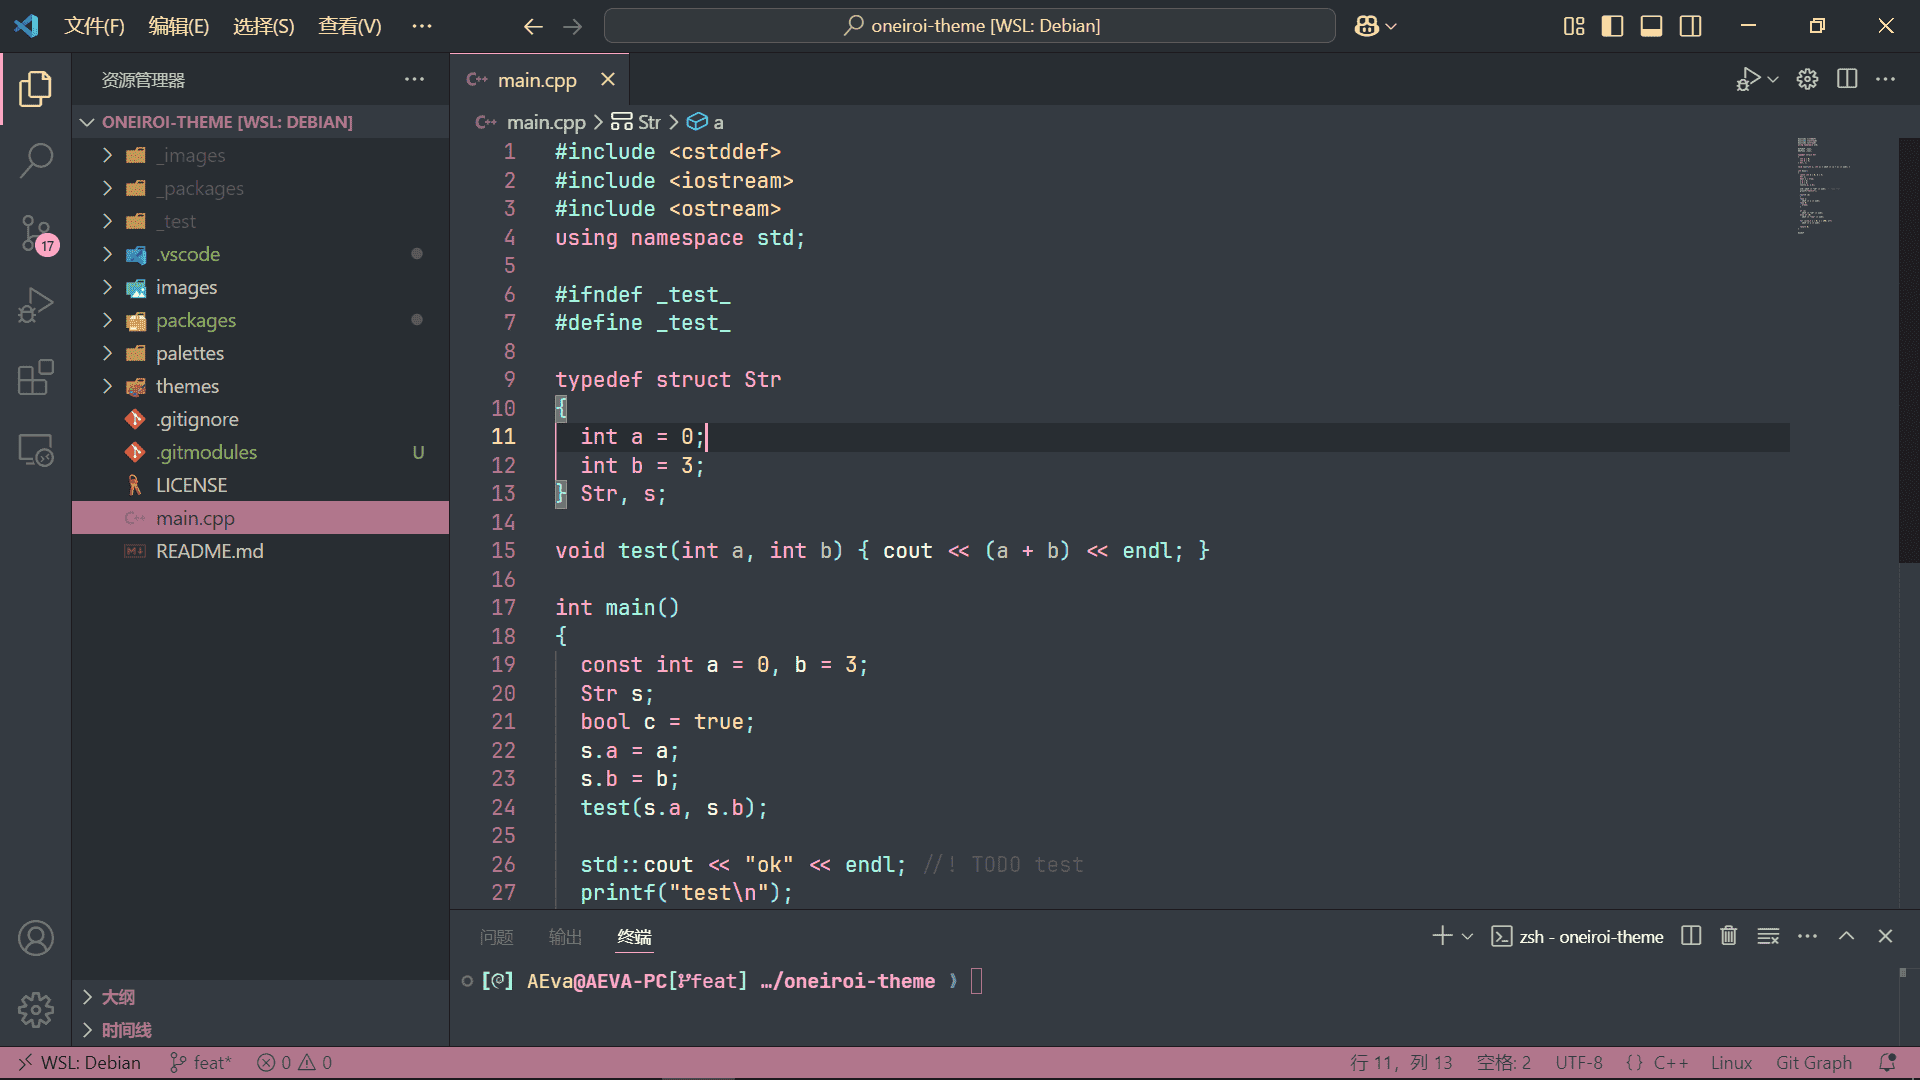 文件(F) 编辑(E) 选择(S) 查看(V) ··· oneiroi-theme [WSL: Debian]
资源管理器 ···
ONEIROI-THEME [WSL: DEBIAN]
_images
_packages
_test
.vscode
images
packages
palettes
themes
.gitignore
.gitmodules U
LICENSE
C++ main.cpp
README.md
大纲
时间线
17
C++ main.cpp
C++ main.cpp > Str > a
1 #include <cstddef>
2 #include <iostream>
3 #include <ostream>
4 using namespace std;
5
6 #ifndef _test_
7 #define _test_
8
9 typedef struct Str
10 {
11   int a = 0;
12   int b = 3;
13 } Str, s;
14
15 void test(int a, int b) { cout << (a + b) << endl; }
16
17 int main()
18 {
19   const int a = 0, b = 3;
20   Str s;
21   bool c = true;
22   s.a = a;
23   s.b = b;
24   test(s.a, s.b);
25
26   std::cout << "ok" << endl; //! TODO test
27   printf("test\n");
问题 输出 终端 zsh - oneiroi-theme
AEva@AEVA-PC[feat] …/oneiroi-theme ❯
WSL: Debian feat* 0 0 行 11，列 13 空格: 2 UTF-8 {} C++ Linux Git Graph